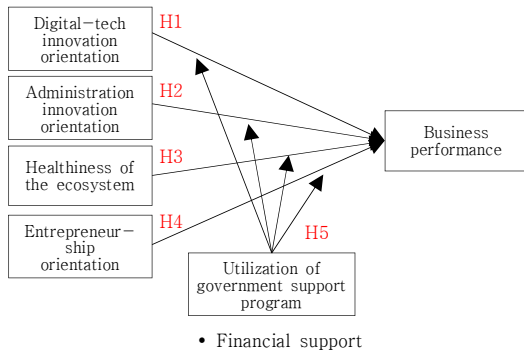 Digital-tech
innovation
orientation
H1
Administration
innovation
orientation
H2
Healthiness of
the ecosystem
H3
Entrepreneur-
ship
orientation
H4
Business
performance
H5
Utilization of
government support
program
• Financial support